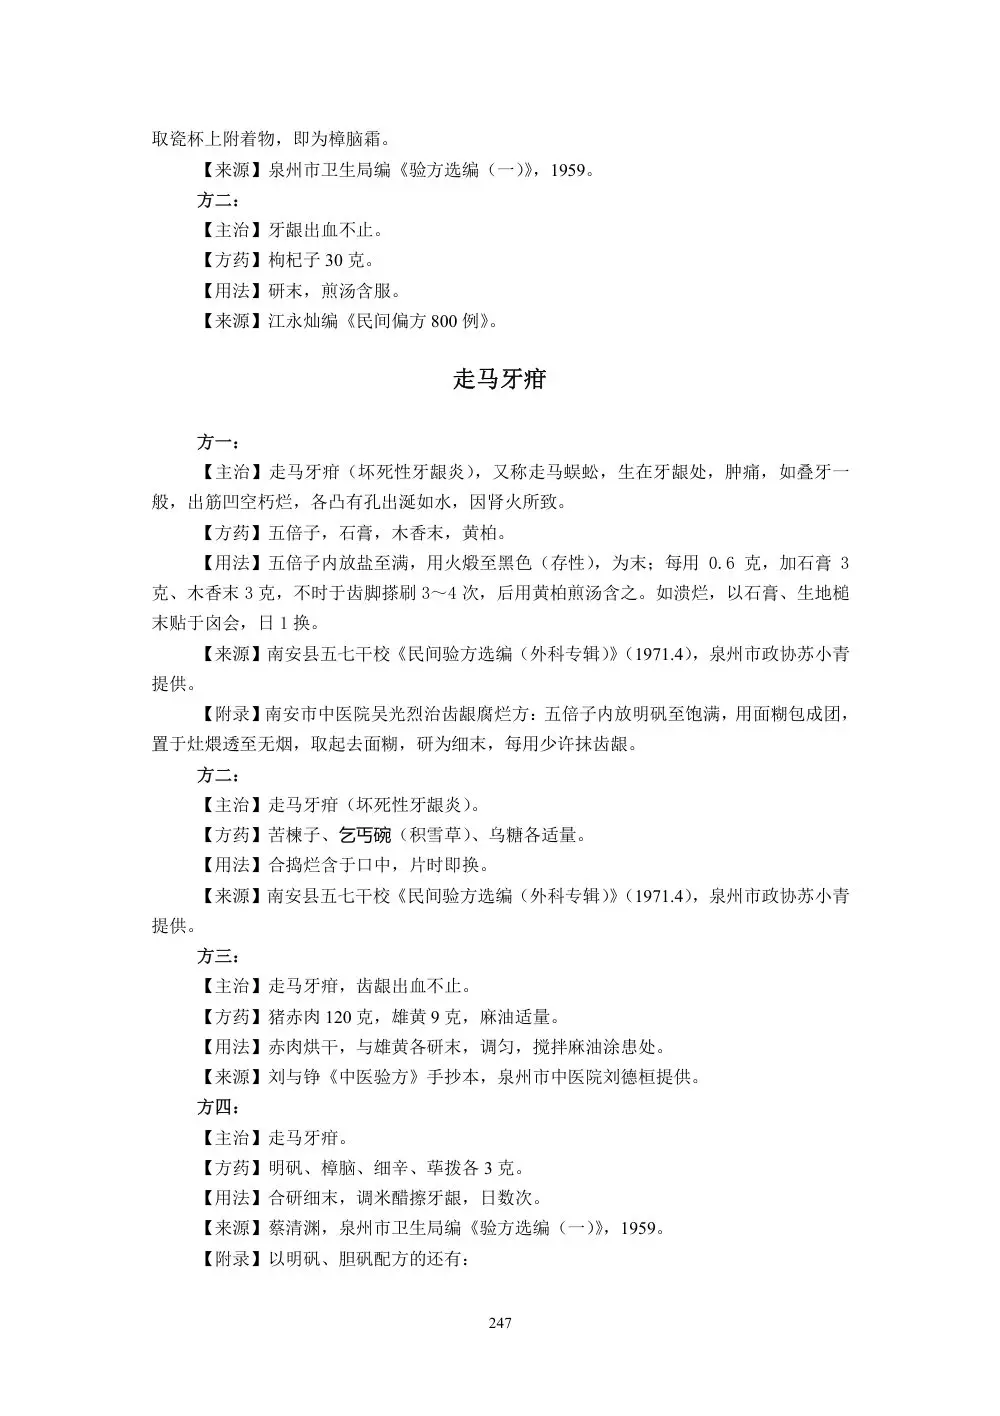 取瓷杯上附着物，即为樟脑霜。
【来源】泉州市卫生局编《验方选编（一）》，1959。
方二：
【主治】牙龈出血不止。
【方药】枸杞子 30 克。
【用法】研末，煎汤含服。
【来源】江永灿编《民间偏方 800 例》。
走马牙疳
方一：
【主治】走马牙疳（坏死性牙龈炎），又称走马蜈蚣，生在牙龈处，肿痛，如叠牙一
般，出筋凹空朽烂，各凸有孔出涎如水，因肾火所致。
【方药】五倍子，石膏，木香末，黄柏。
【用法】五倍子内放盐至满，用火煅至黑色（存性），为末；每用 0.6 克，加石膏 3
克、木香末 3 克，不时于齿脚搽刷 3～4 次，后用黄柏煎汤含之。如溃烂，以石膏、生地槌
末贴于囟会，日 1 换。
【来源】南安县五七干校《民间验方选编（外科专辑）》（1971.4），泉州市政协苏小青
提供。
【附录】南安市中医院吴光烈治齿龈腐烂方：五倍子内放明矾至饱满，用面糊包成团，
置于灶煨透至无烟，取起去面糊，研为细末，每用少许抹齿龈。
方二：
【主治】走马牙疳（坏死性牙龈炎）。
【方药】苦楝子、乞丐碗（积雪草）、乌糖各适量。
【用法】合捣烂含于口中，片时即换。
【来源】南安县五七干校《民间验方选编（外科专辑）》（1971.4），泉州市政协苏小青
提供。
方三：
【主治】走马牙疳，齿龈出血不止。
【方药】猪赤肉 120 克，雄黄 9 克，麻油适量。
【用法】赤肉烘干，与雄黄各研末，调匀，搅拌麻油涂患处。
【来源】刘与铮《中医验方》手抄本，泉州市中医院刘德桓提供。
方四：
【主治】走马牙疳。
【方药】明矾、樟脑、细辛、荜拨各 3 克。
【用法】合研细末，调米醋擦牙龈，日数次。
【来源】蔡清渊，泉州市卫生局编《验方选编（一）》，1959。
【附录】以明矾、胆矾配方的还有：
247